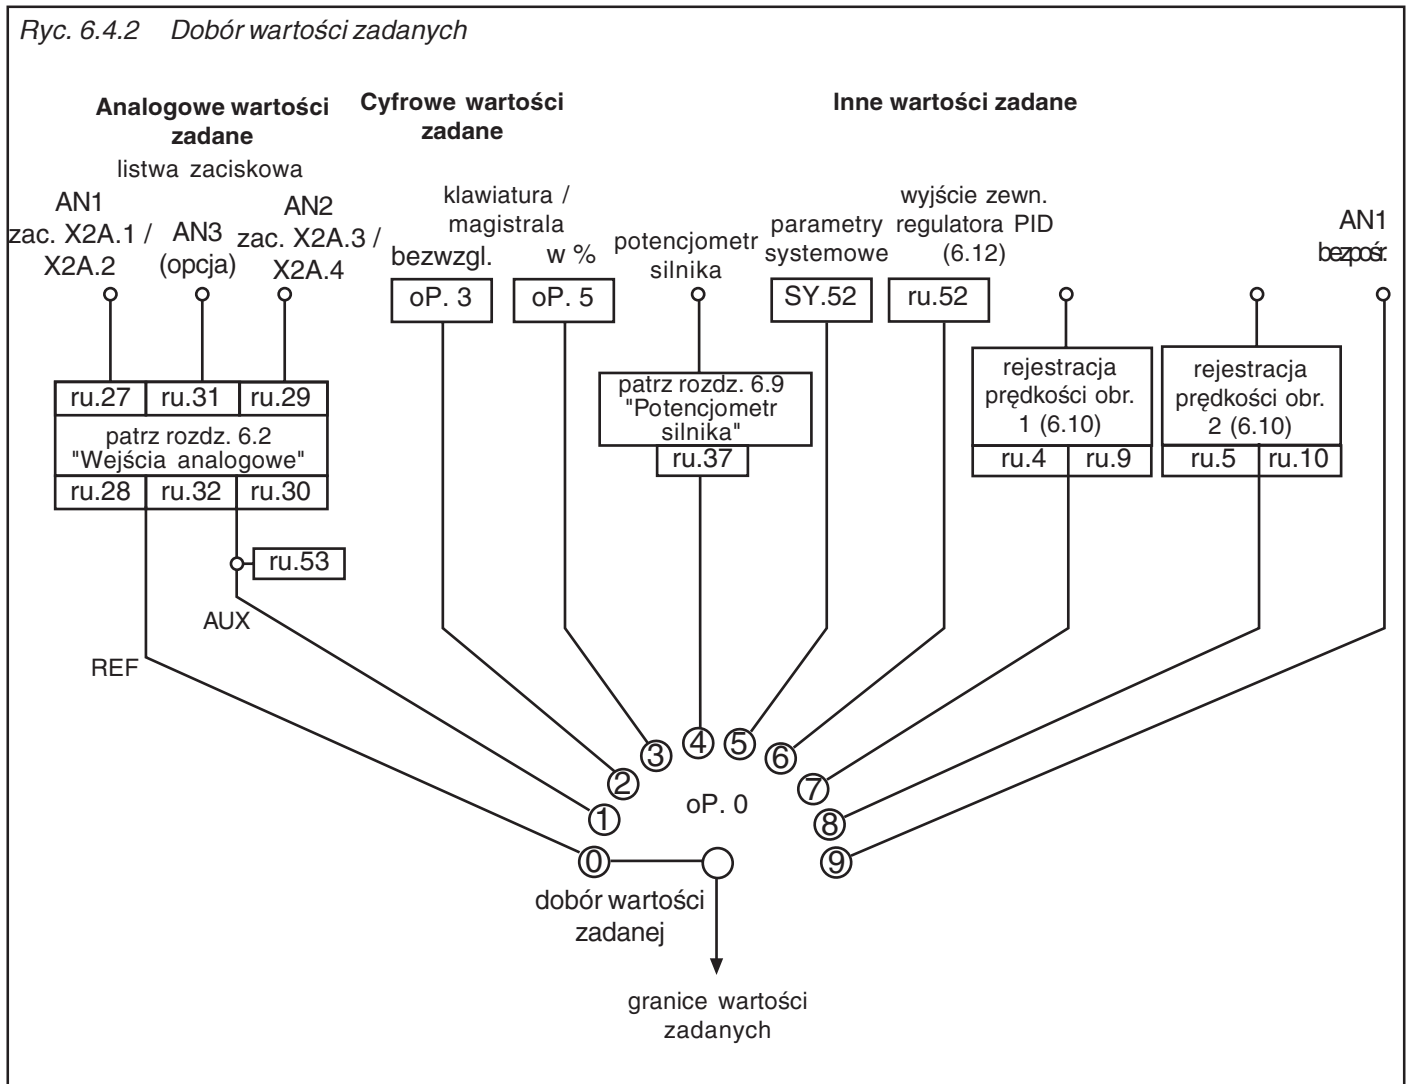 Ryc. 6.4.2 Dobór wartości zadanych
Analogowe wartości
zadane
listwa zaciskowa
AN1
zac. X2A.1 /
X2A.2
AN3
(opcja)
AN2
zac. X2A.3 /
X2A.4
Cyfrowe wartości
zadane
klawiatura /
magistrala
bezwzgl.
w %
Inne wartości zadane
potencjometr
silnika
parametry
systemowe
wyjście zewn.
regulatora PID
(6.12)
AN1
bezpośr.
oP. 3
oP. 5
SY.52
ru.52
ru.27
ru.31
ru.29
patrz rozdz. 6.2
"Wejścia analogowe"
ru.28
ru.32
ru.30
patrz rozdz. 6.9
"Potencjometr
silnika"
ru.37
rejestracja
prędkości obr.
1 (6.10)
ru.4
ru.9
rejestracja
prędkości obr.
2 (6.10)
ru.5
ru.10
ru.53
AUX
REF
0
1
2
3
4
5
6
7
8
9
oP. 0
dobór wartości
zadanej
granice wartości
zadanych